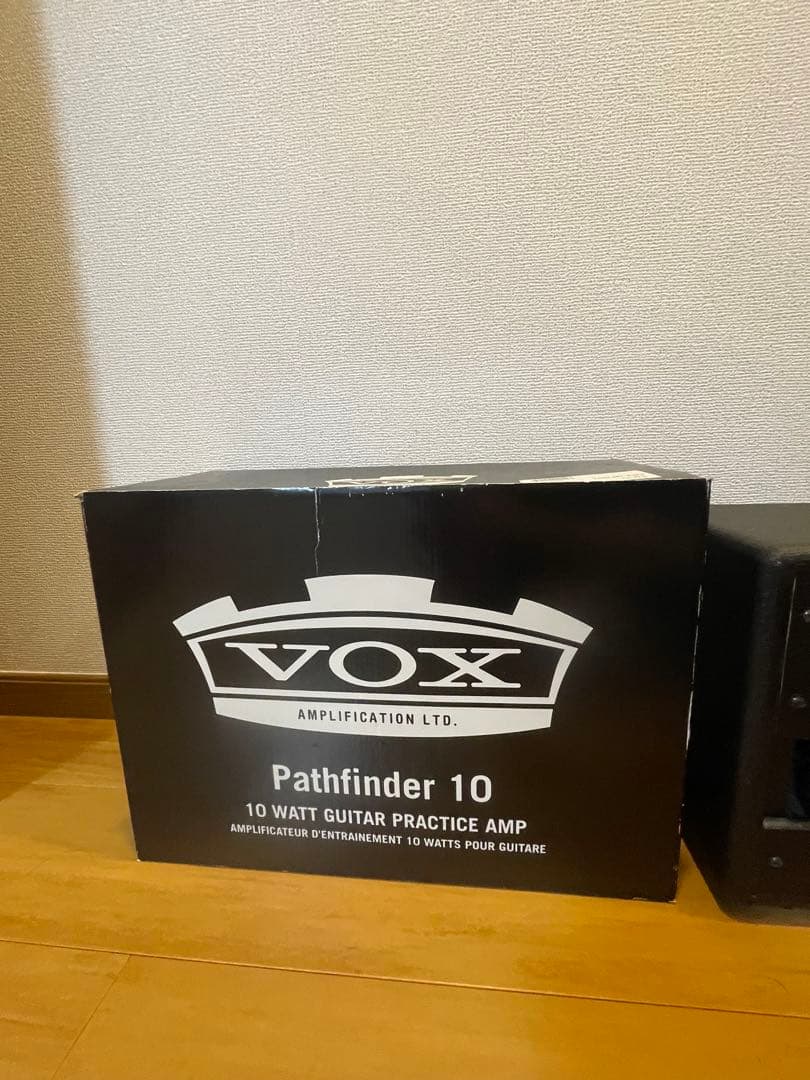 VOX
AMPLIFICATION LTD.
Pathfinder 10
10 WATT GUITAR PRACTICE AMP
AMPLIFICATEUR D'ENTRAINEMENT 10 WATTS POUR GUITARE